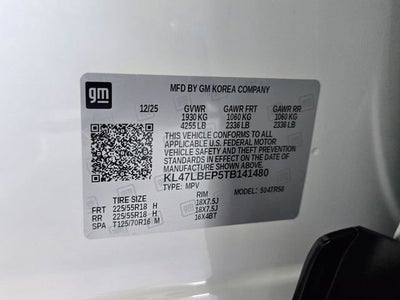 gm
MFD BY GM KOREA COMPANY
12/25 GVWR GAWR FRT GAWR RR
1930 KG 1060 KG 1060 KG
4255 LB 2336 LB 2336 LB
THIS VEHICLE CONFORMS TO ALL
APPLICABLE U.S. FEDERAL MOTOR
VEHICLE SAFETY AND THEFT PREVENTION
STANDARDS IN EFFECT ON THE DATE OF
MANUFACTURE SHOWN ABOVE.
KL47LBEP5TB141480
TYPE: MPV MODEL: 504TR58
TIRE SIZE RIM
FRT 225/55R18 H 18X7.5J
RR 225/55R18 H 18X7.5J
SPA T125/70R16 M 16X4BT